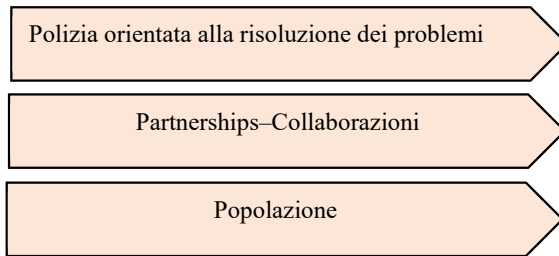 Polizia orientata alla risoluzione dei problemi
Partnerships–Collaborazioni
Popolazione